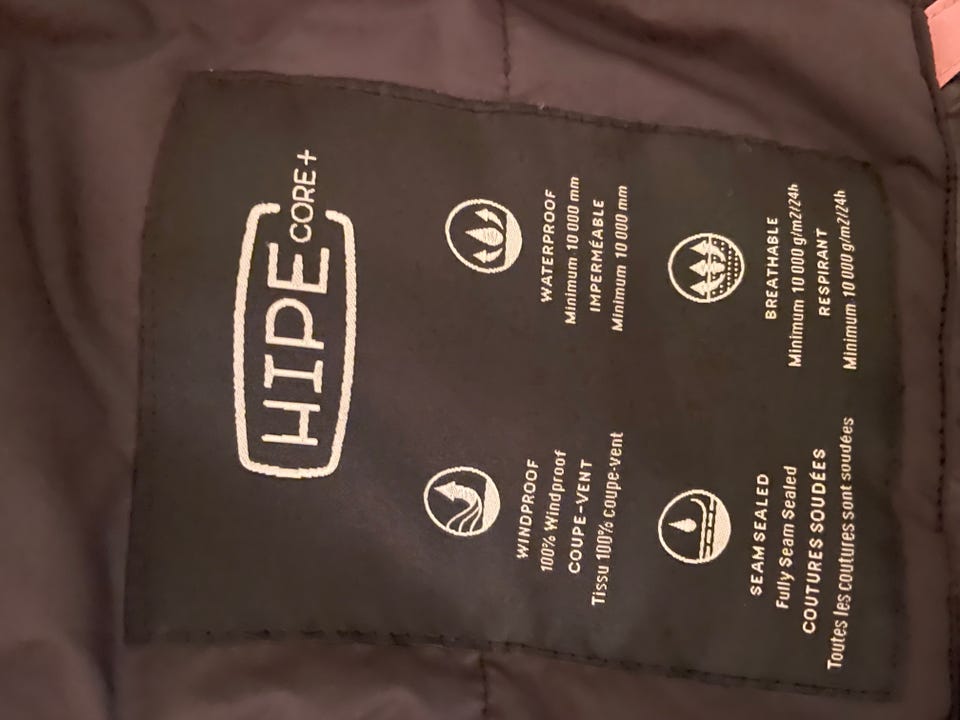 HIPE CORE+
WINDPROOF
100% Windproof
COUPE-VENT
Tissu 100% coupe-vent
WATERPROOF
Minimum 10 000 mm
IMPERMÉABLE
Minimum 10 000 mm
SEAM SEALED
Fully Seam Sealed
COUTURES SOUDÉES
Toutes les coutures sont soudées
BREATHABLE
Minimum 10 000 g/m2/24h
RESPIRANT
Minimum 10 000 g/m2/24h